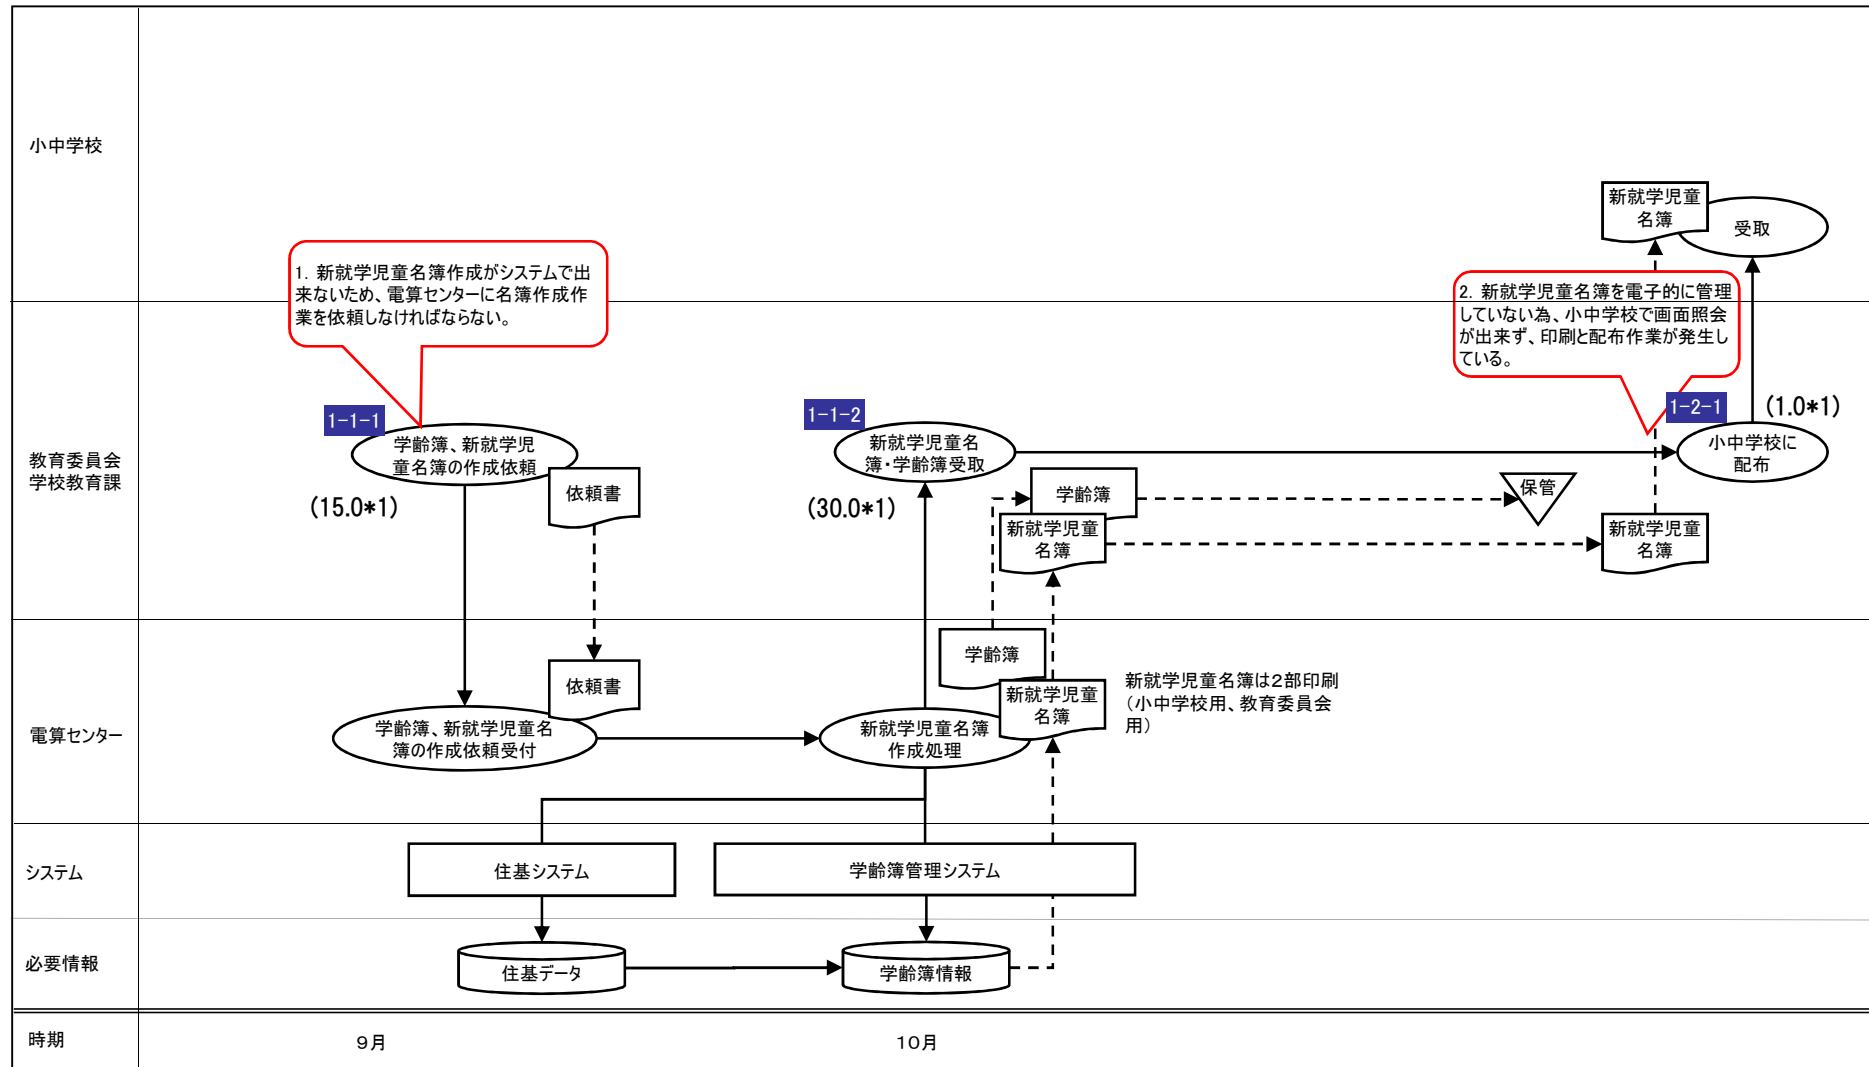 小中学校
新就学児童
名簿
受取
1. 新就学児童名簿作成がシステムで出
来ないため、電算センターに名簿作成作
業を依頼しなければならない。
2. 新就学児童名簿を電子的に管理
していない為、小中学校で画面照会
が出来ず、印刷と配布作業が発生し
ている。
教育委員会
学校教育課
1-1-1
学齢簿、新就学児
童名簿の作成依頼
(15.0*1)
依頼書
1-1-2
新就学児童名
簿・学齢簿受取
(30.0*1)
学齢簿
新就学児童
名簿
保管
新就学児童
名簿
1-2-1
(1.0*1)
小中学校に
配布
電算センター
依頼書
学齢簿、新就学児童名
簿の作成依頼受付
新就学児童名簿
作成処理
学齢簿
新就学児童
名簿
新就学児童名簿は２部印刷
（小中学校用、教育委員会
用）
システム
住基システム
学齢簿管理システム
必要情報
住基データ
学齢簿情報
時期
９月
１０月